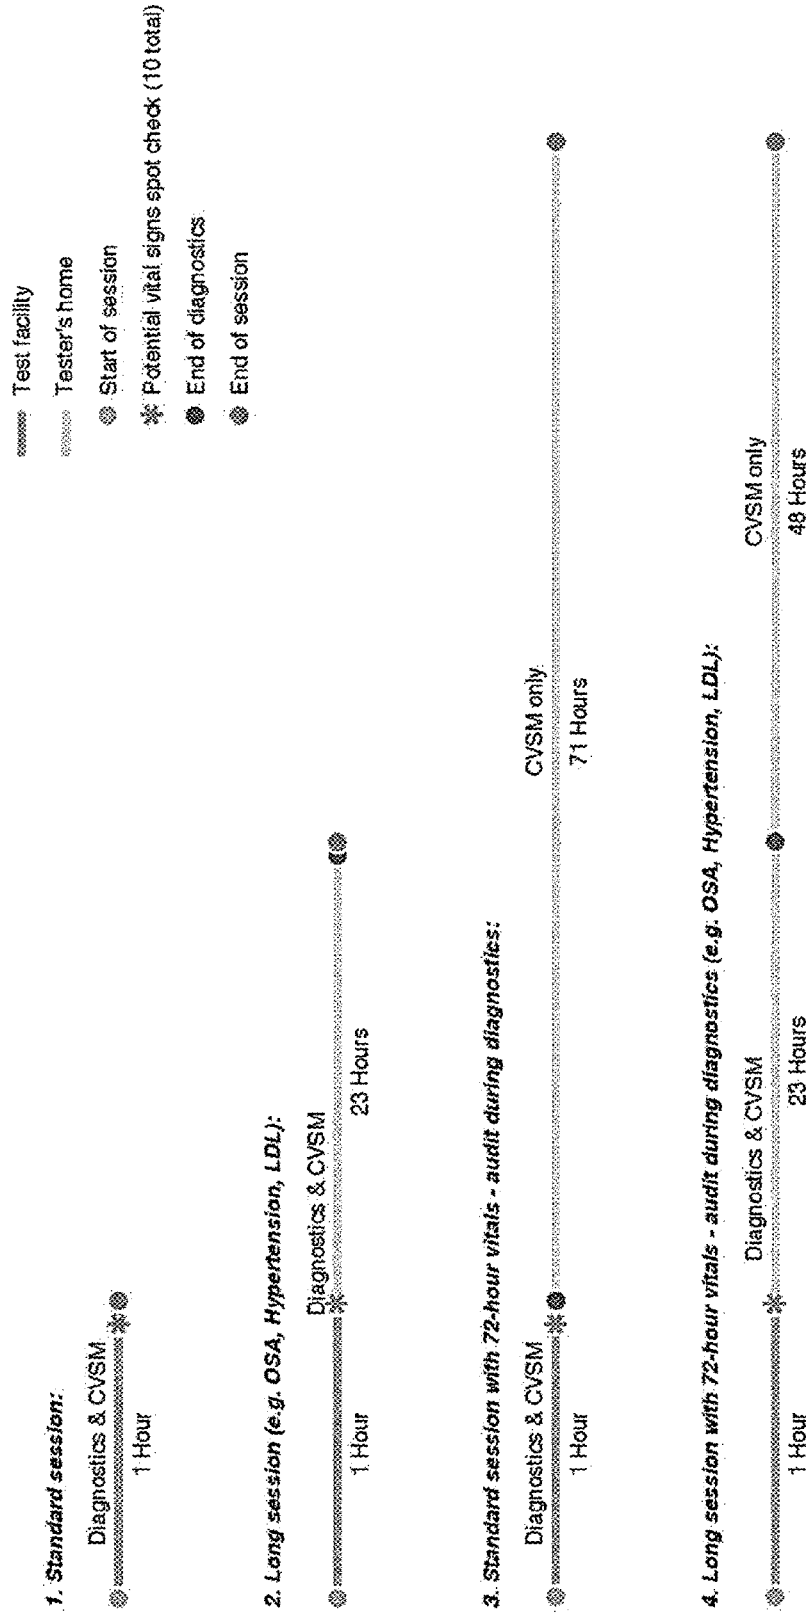 Test facility
Tester's home
Start of session
Potential vital signs spot check (10 total)
End of diagnostics
End of session
1. Standard session:
Diagnostics & CVSM
1 Hour
2. Long session (e.g. OSA, Hypertension, LDL):
Diagnostics & CVSM
1 Hour
23 Hours
3. Standard session with 72-hour vitals - audit during diagnostics:
Diagnostics & CVSM
CVSM only
1 Hour
71 Hours
4. Long session with 72-hour vitals - audit during diagnostics (e.g. OSA, Hypertension, LDL):
Diagnostics & CVSM
CVSM only
1 Hour
23 Hours
48 Hours